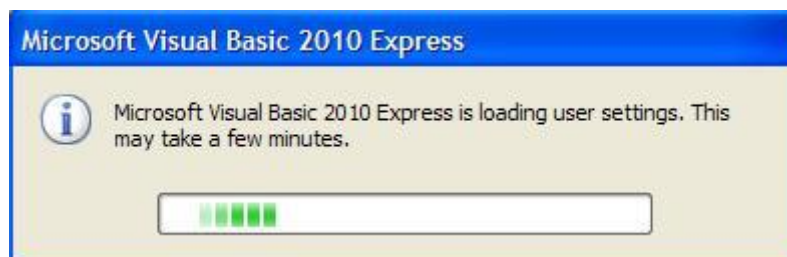 Microsoft Visual Basic 2010 Express
Microsoft Visual Basic 2010 Express is loading user settings. This
may take a few minutes.